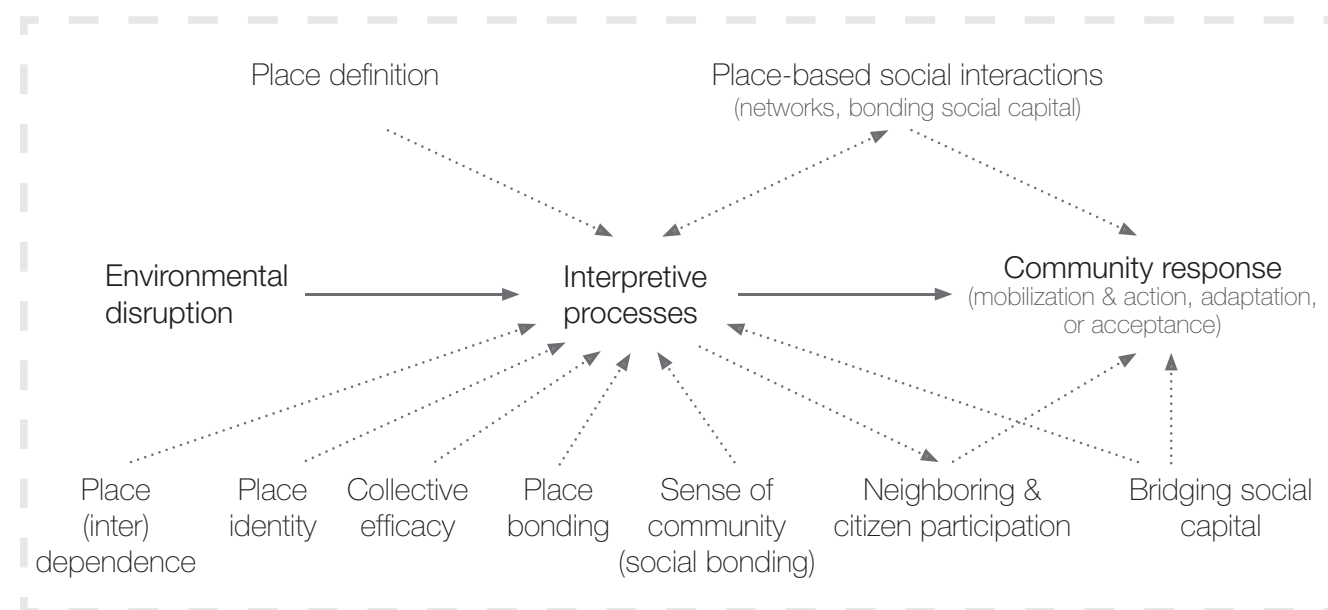 Place definition
Place-based social interactions
(networks, bonding social capital)
Environmental
disruption
Interpretive
processes
Community response
(mobilization & action, adaptation,
or acceptance)
Place
(inter)
dependence
Place
identity
Collective
efficacy
Place
bonding
Sense of
community
(social bonding)
Neighboring &
citizen participation
Bridging social
capital